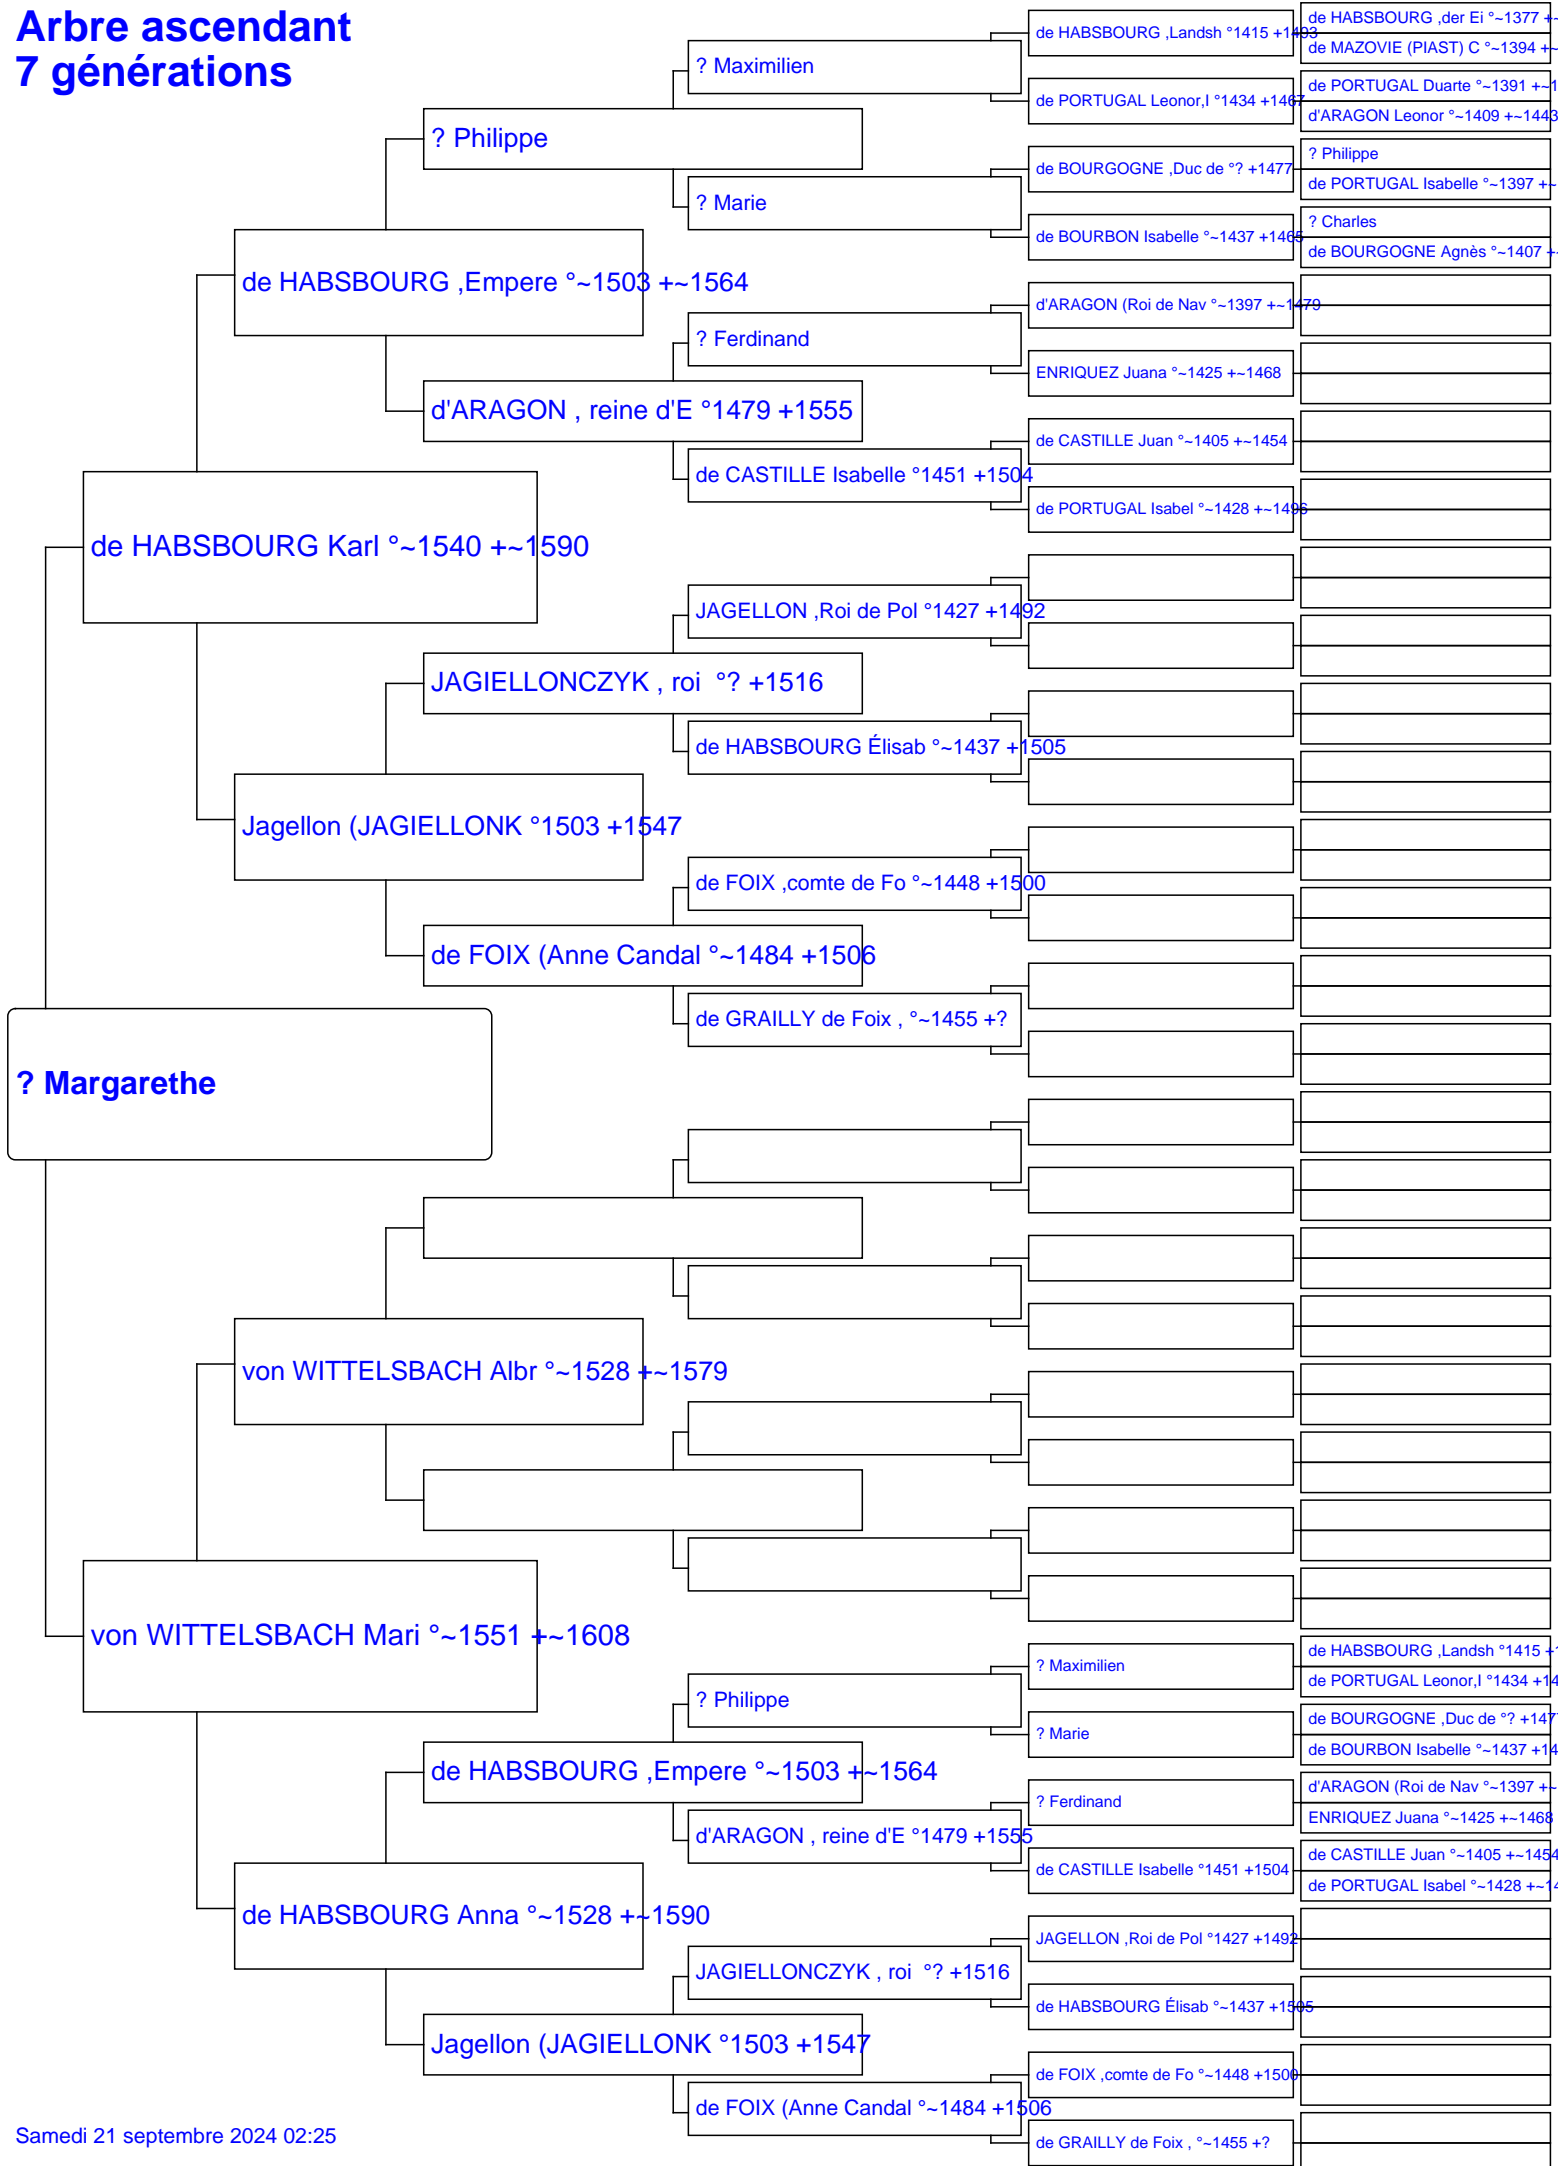 Arbre ascendant
7 générations
de HABSBOURG ,der Ei °~1377 +~
de HABSBOURG ,Landsh °1415 +1493
de MAZOVIE (PIAST) C °~1394 +~
? Maximilien
de PORTUGAL Duarte °~1391 +~1
de PORTUGAL Leonor,I °1434 +1467
d'ARAGON Leonor °~1409 +~1443
? Philippe
? Philippe
de BOURGOGNE ,Duc de °? +1477
de PORTUGAL Isabelle °~1397 +~
? Marie
? Charles
de BOURBON Isabelle °~1437 +1465
de BOURGOGNE Agnès °~1407 +~
de HABSBOURG ,Empere °~1503 +~1564
d'ARAGON (Roi de Nav °~1397 +~1479
? Ferdinand
ENRIQUEZ Juana °~1425 +~1468
d'ARAGON , reine d'E °1479 +1555
de CASTILLE Juan °~1405 +~1454
de CASTILLE Isabelle °1451 +1504
de PORTUGAL Isabel °~1428 +~1496
de HABSBOURG Karl °~1540 +~1590
JAGELLON ,Roi de Pol °1427 +1492
JAGIELLONCZYK , roi  °? +1516
de HABSBOURG Élisab °~1437 +1505
Jagellon (JAGIELLONK °1503 +1547
de FOIX ,comte de Fo °~1448 +1500
de FOIX (Anne Candal °~1484 +1506
de GRAILLY de Foix , °~1455 +?
? Margarethe
von WITTELSBACH Albr °~1528 +~1579
von WITTELSBACH Mari °~1551 +~1608
de HABSBOURG ,Landsh °1415 +1
? Maximilien
de PORTUGAL Leonor,I °1434 +14
? Philippe
de BOURGOGNE ,Duc de °? +1477
? Marie
de BOURBON Isabelle °~1437 +14
de HABSBOURG ,Empere °~1503 +~1564
d'ARAGON (Roi de Nav °~1397 +~
? Ferdinand
ENRIQUEZ Juana °~1425 +~1468
d'ARAGON , reine d'E °1479 +1555
de CASTILLE Juan °~1405 +~1454
de CASTILLE Isabelle °1451 +1504
de PORTUGAL Isabel °~1428 +~14
de HABSBOURG Anna °~1528 +~1590
JAGELLON ,Roi de Pol °1427 +1492
JAGIELLONCZYK , roi  °? +1516
de HABSBOURG Élisab °~1437 +1505
Jagellon (JAGIELLONK °1503 +1547
de FOIX ,comte de Fo °~1448 +1500
de FOIX (Anne Candal °~1484 +1506
de GRAILLY de Foix , °~1455 +?
Samedi 21 septembre 2024 02:25